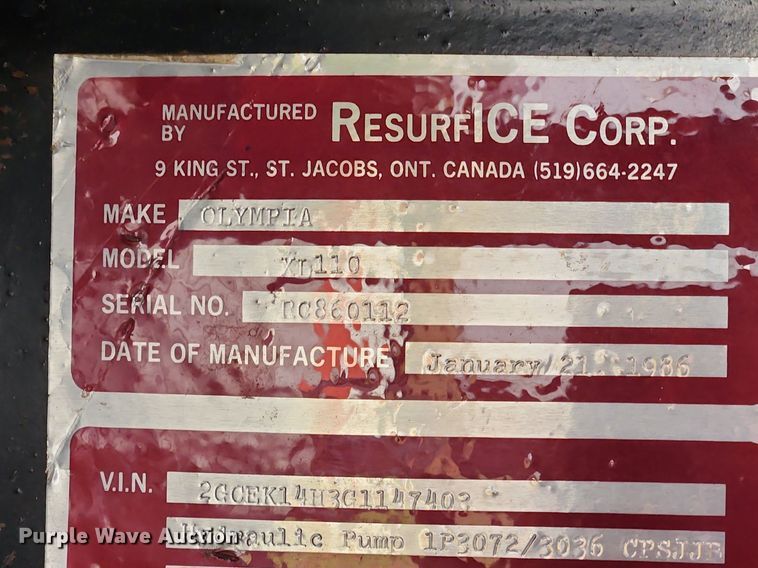 MANUFACTURED BY RESURFICE CORP.
9 KING ST., ST. JACOBS, ONT. CANADA (519)664-2247
MAKE OLYMPIA
MODEL XL110
SERIAL NO. RC860112
DATE OF MANUFACTURE January 21, 1986
V.I.N. 2GCEK14H3G1147403
Hydraulic Pump 1P3072/3036 CPSJJB
Purple Wave Auction